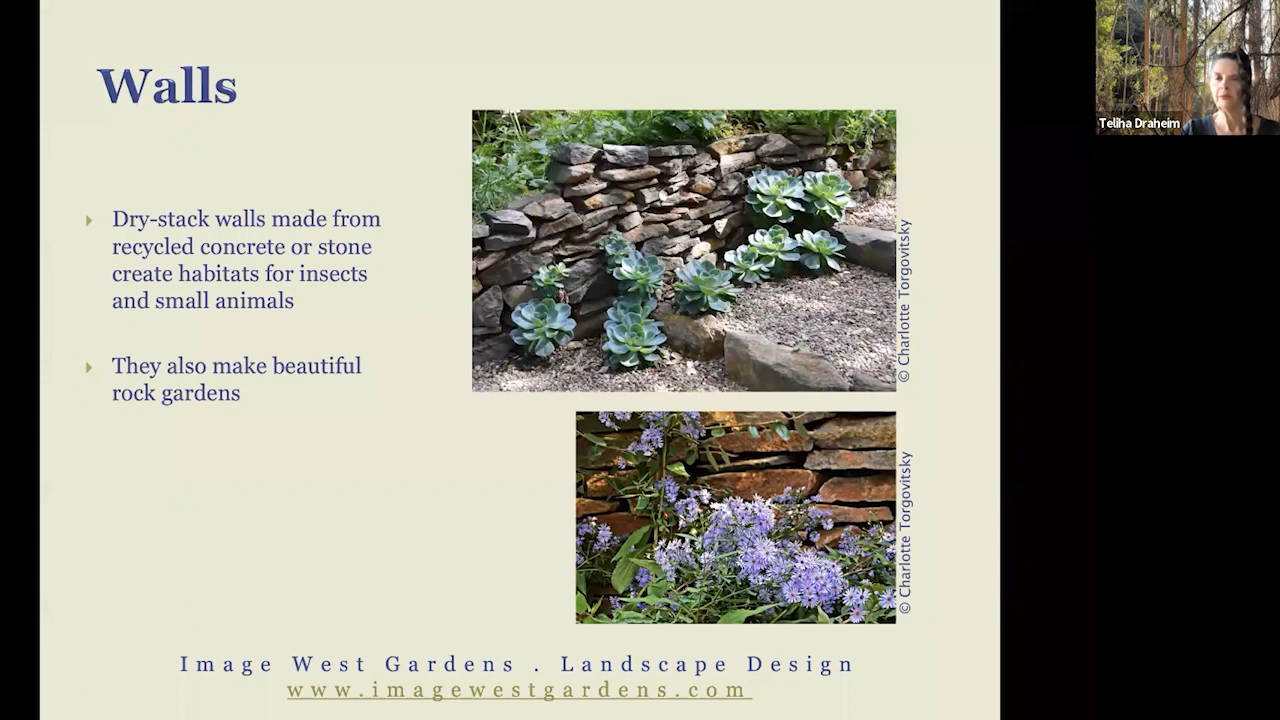 Walls
Dry-stack walls made from
recycled concrete or stone
create habitats for insects
and small animals
They also make beautiful
rock gardens
© Charlotte Torgovitsky
© Charlotte Torgovitsky
Image West Gardens . Landscape Design
www.imagewestgardens.com
Teliha Draheim